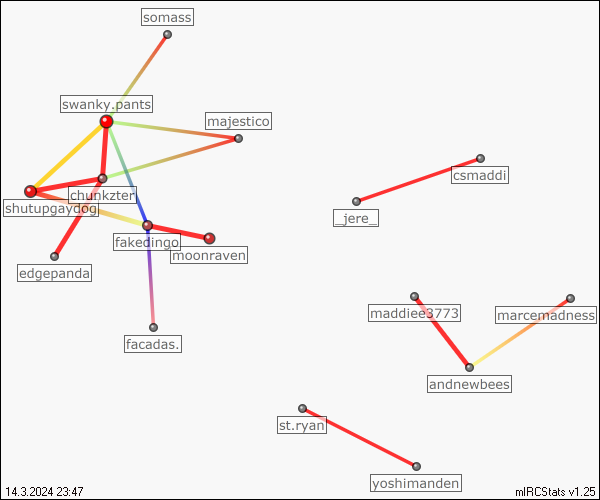 somass
swanky.pants
majestico
csmaddi
chunkzter
shutupgaydog
_jere_
fakedingo
moonraven
edgepanda
maddiee3773
marcemadness
facadas.
andnewbees
st.ryan
yoshimanden
14.3.2024 23:47
mIRCStats v1.25